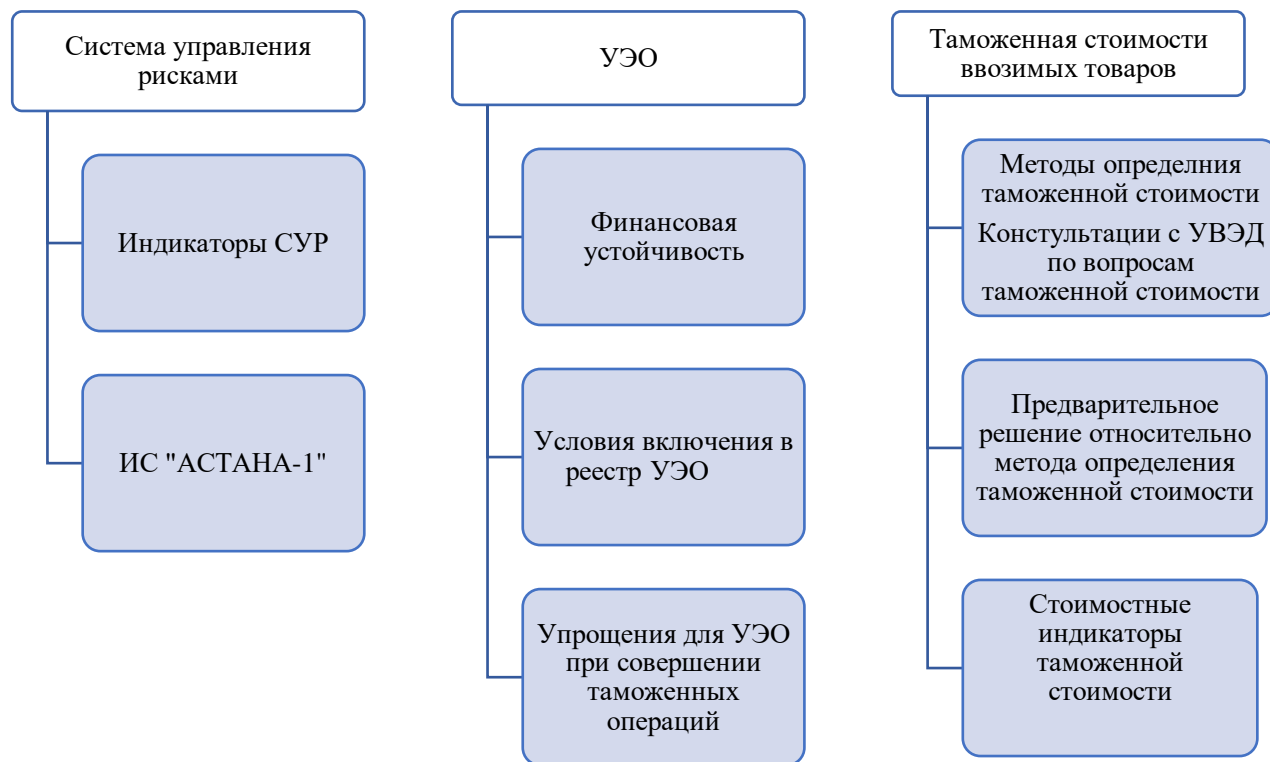 Система управления
рисками
Индикаторы СУР
ИС "АСТАНА-1"
УЭО
Финансовая
устойчивость
Условия включения в
реестр УЭО
Упрощения для УЭО
при совершении
таможенных
операций
Таможенная стоимости
ввозимых товаров
Методы определния
таможенной стоимости
Констультации с УВЭД
по вопросам
таможенной стоимости
Предварительное
решение относительно
метода определения
таможенной стоимости
Стоимостные
индикаторы
таможенной
стоимости